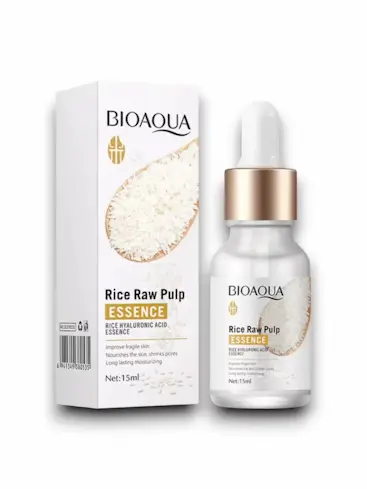 BIOAQUA
Rice Raw Pulp
ESSENCE
RICE HYALURONIC ACID
ESSENCE
Improve fragile skin
Nourishes the skin, shrinks pores
Long lasting moisturizing
Net:15ml
BIOAQUA
Rice Raw Pulp
ESSENCE
RICE HYALURONIC ACID
ESSENCE
Net:15ml